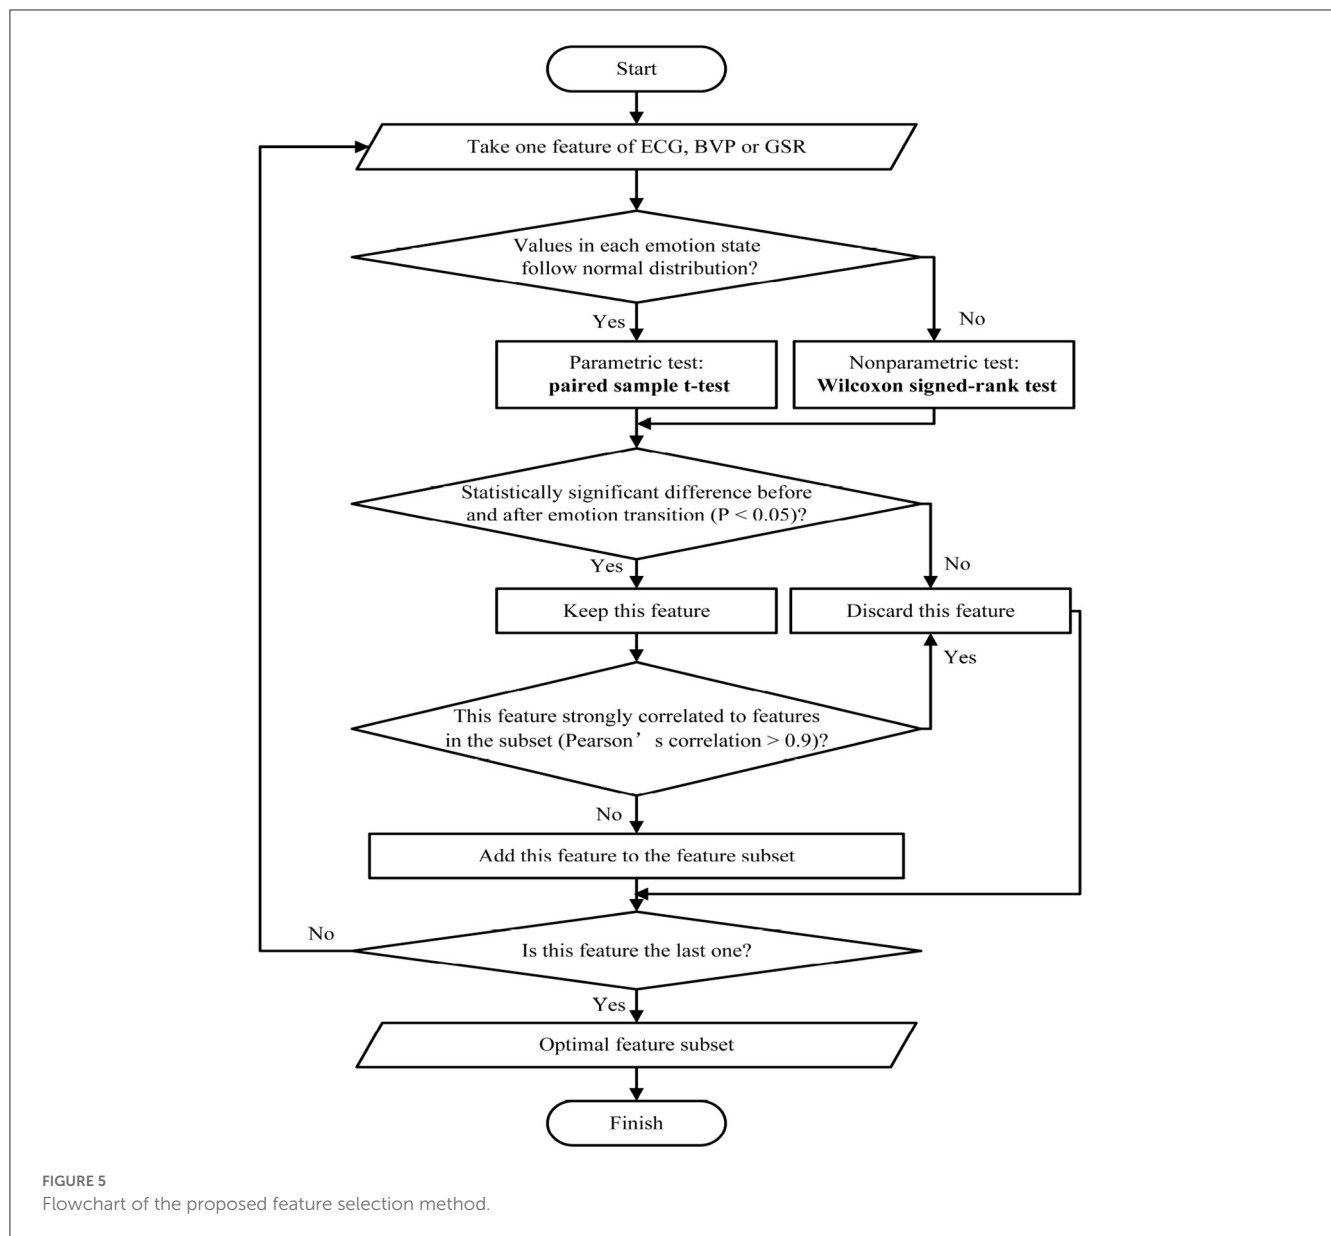 Start
Take one feature of ECG, BVP or GSR
Values in each emotion state
follow normal distribution?
Yes
No
Parametric test:
paired sample t-test
Nonparametric test:
Wilcoxon signed-rank test
Statistically significant difference before
and after emotion transition (P < 0.05)?
Yes
No
Keep this feature
Discard this feature
Yes
This feature strongly correlated to features
in the subset (Pearson’ s correlation > 0.9)?
No
Add this feature to the feature subset
No
Is this feature the last one?
Yes
Optimal feature subset
Finish
FIGURE 5
Flowchart of the proposed feature selection method.